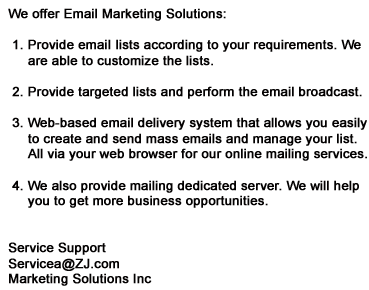 We offer Email Marketing Solutions:
1. Provide email lists according to your requirements. We
are able to customize the lists.
2. Provide targeted lists and perform the email broadcast.
3. Web-based email delivery system that allows you easily
to create and send mass emails and manage your list.
All via your web browser for our online mailing services.
4. We also provide mailing dedicated server. We will help
you to get more business opportunities.
Service Support
Servicea@ZJ.com
Marketing Solutions Inc